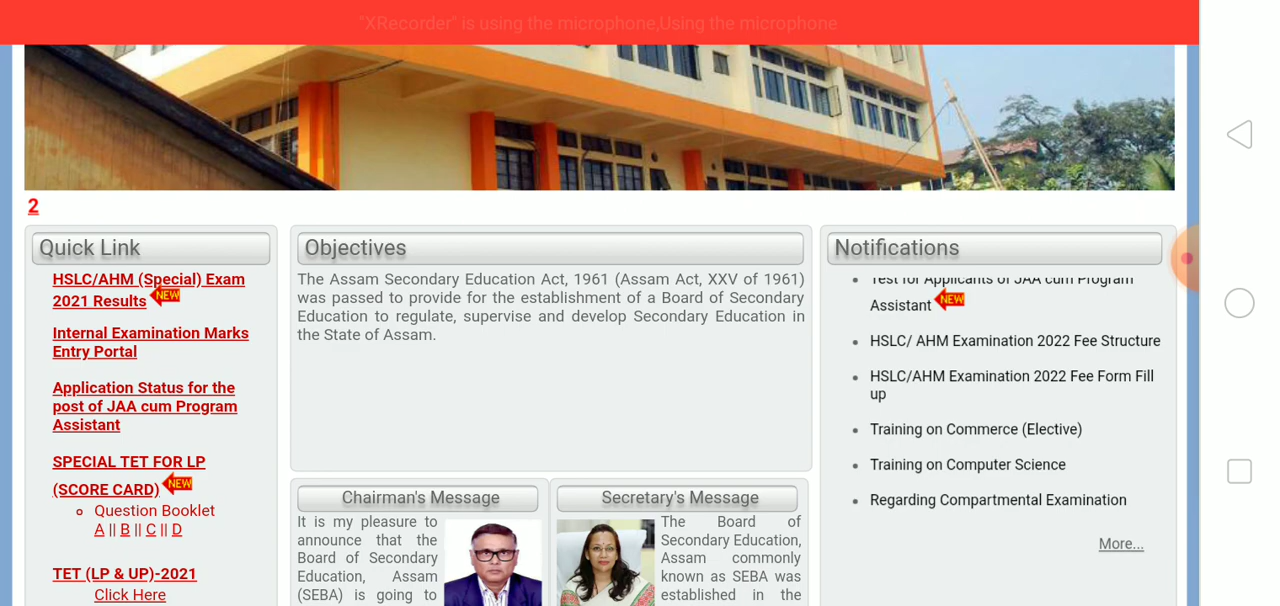 "XRecorder" is using the microphone,Using the microphone
2
Quick Link
HSLC/AHM (Special) Exam
2021 Results NEW
Internal Examination Marks
Entry Portal
Application Status for the
post of JAA cum Program
Assistant
SPECIAL TET FOR LP
(SCORE CARD) NEW
Question Booklet
A || B || C || D
TET (LP & UP)-2021
Click Here
Objectives
The Assam Secondary Education Act, 1961 (Assam Act, XXV of 1961)
was passed to provide for the establishment of a Board of Secondary
Education to regulate, supervise and develop Secondary Education in
the State of Assam.
Chairman's Message
It is my pleasure to
announce that the
Board of Secondary
Education, Assam
(SEBA) is going to
Secretary's Message
The Board of
Secondary Education,
Assam commonly
known as SEBA was
established in the
Notifications
Test for Applicants of JAA cum Program
Assistant NEW
HSLC/ AHM Examination 2022 Fee Structure
HSLC/AHM Examination 2022 Fee Form Fill
up
Training on Commerce (Elective)
Training on Computer Science
Regarding Compartmental Examination
More...